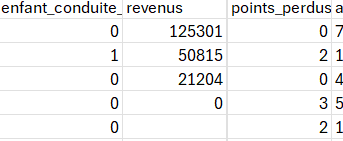 enfant_conduite_ revenus points_perdus a
0 125301 0 7
1 50815 2 1
0 21204 0 4
0 0 3 5
0 2 1